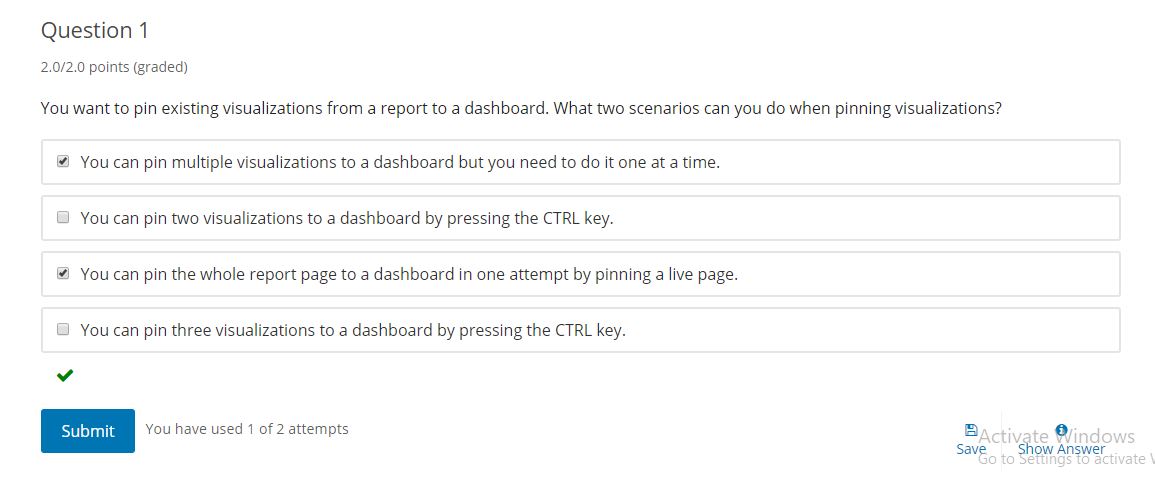 Question 1
2.0/2.0 points (graded)
You want to pin existing visualizations from a report to a dashboard. What two scenarios can you do when pinning visualizations?
You can pin multiple visualizations to a dashboard but you need to do it one at a time.
You can pin two visualizations to a dashboard by pressing the CTRL key.
You can pin the whole report page to a dashboard in one attempt by pinning a live page.
You can pin three visualizations to a dashboard by pressing the CTRL key.
Submit
You have used 1 of 2 attempts
Save
Show Answer
Activate Windows
Go to Settings to activate